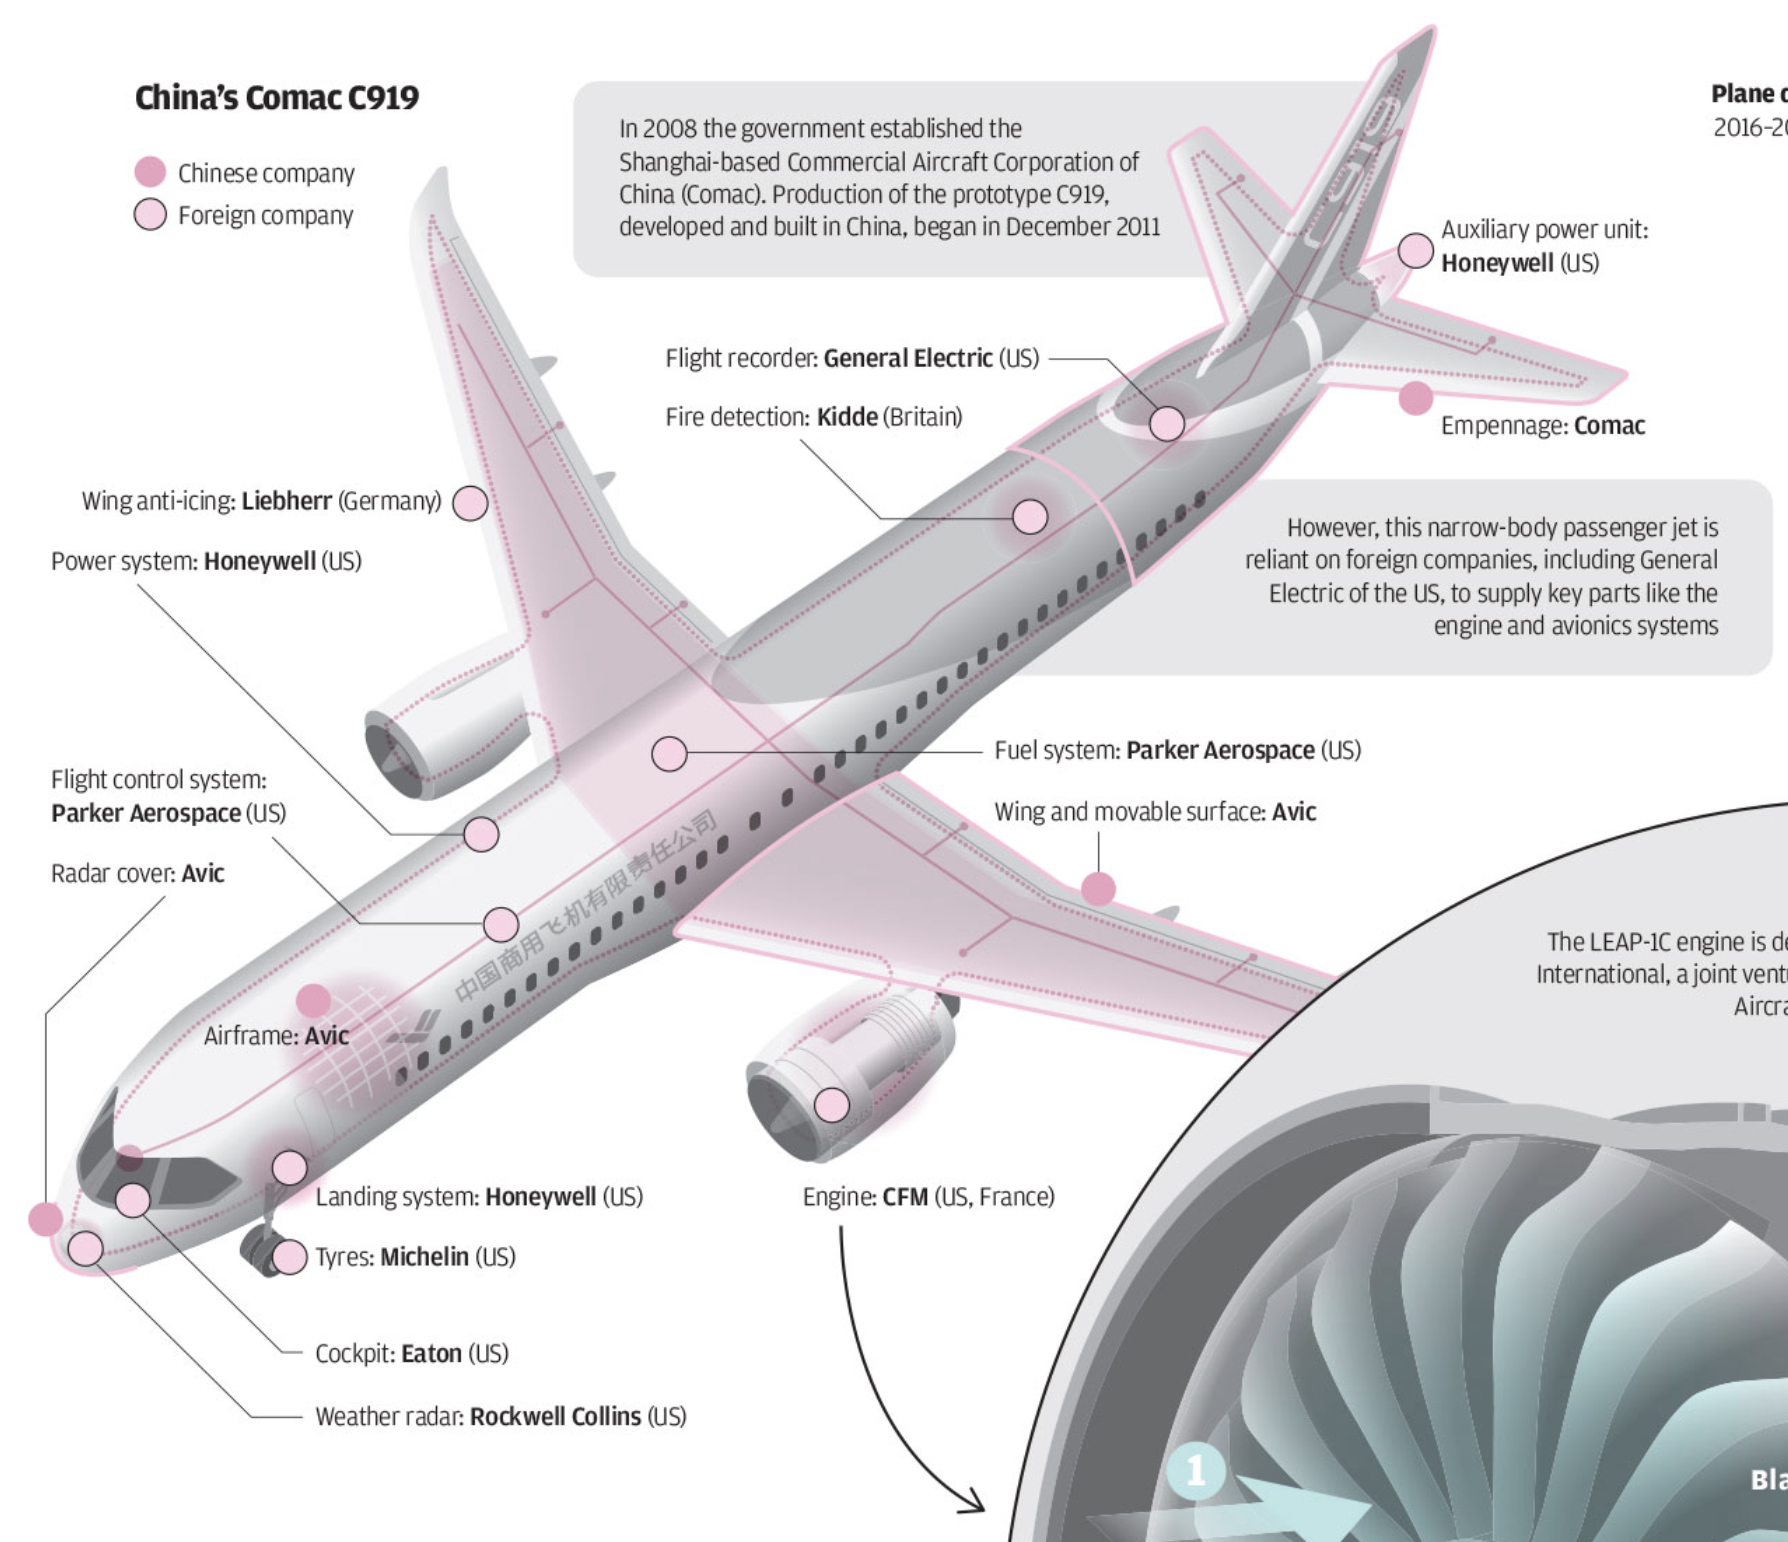 China's Comac C919
Chinese company
Foreign company
In 2008 the government established the
Shanghai-based Commercial Aircraft Corporation of
China (Comac). Production of the prototype C919,
developed and built in China, began in December 2011
Plane
2016–20
Auxiliary power unit:
Honeywell (US)
Flight recorder: General Electric (US)
Fire detection: Kidde (Britain)
Empennage: Comac
Wing anti-icing: Liebherr (Germany)
Power system: Honeywell (US)
However, this narrow-body passenger jet is
reliant on foreign companies, including General
Electric of the US, to supply key parts like the
engine and avionics systems
Fuel system: Parker Aerospace (US)
Flight control system:
Parker Aerospace (US)
Wing and movable surface: Avic
Radar cover: Avic
中国商用飞机有限责任公司
The LEAP-1C engine is de
International, a joint vent
Aircra
Airframe: Avic
Landing system: Honeywell (US)
Engine: CFM (US, France)
Tyres: Michelin (US)
Cockpit: Eaton (US)
Weather radar: Rockwell Collins (US)
1
Bla